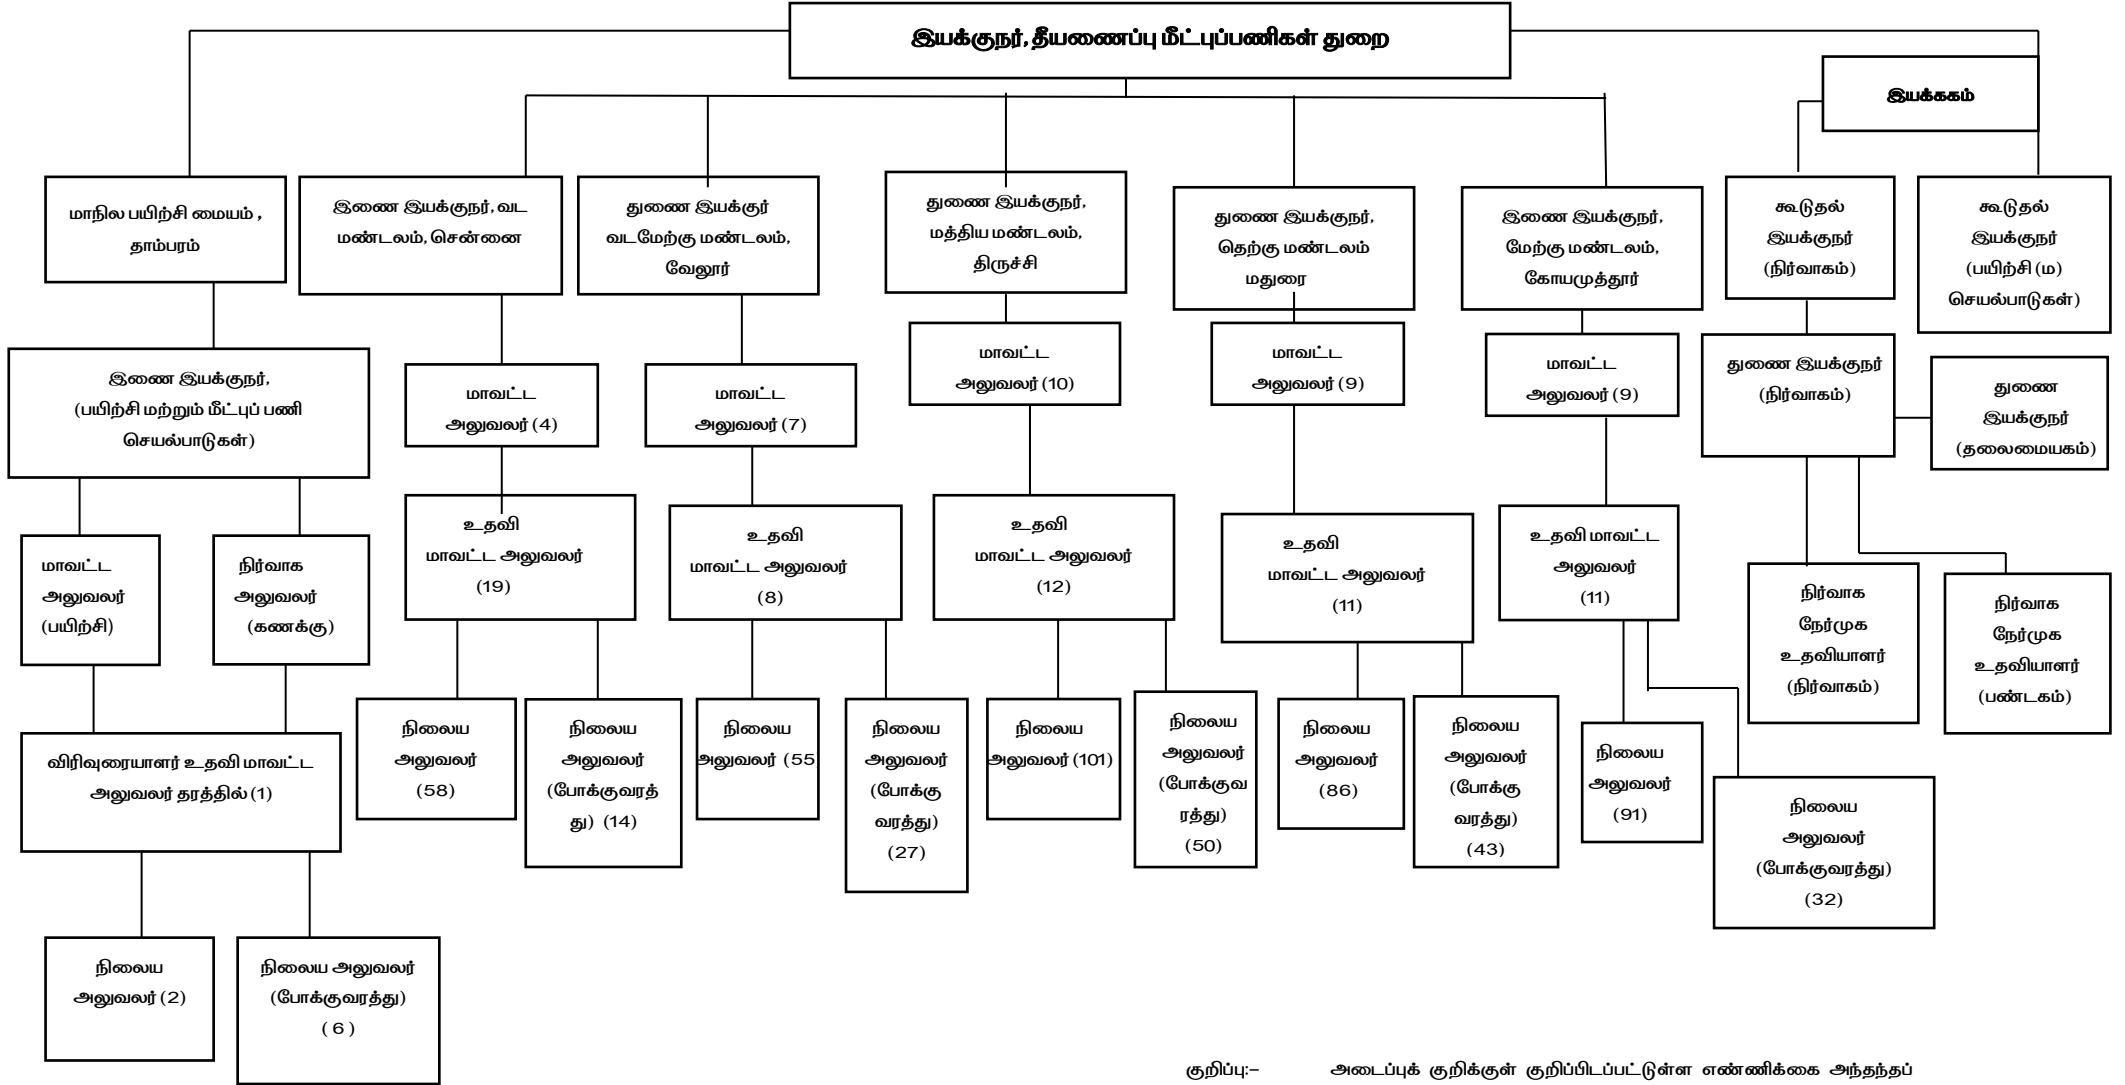 இயக்குநர், தீயணைப்பு மீட்புப்பணிகள் துறை
இயக்ககம்
மாநில பயிற்சி மையம் ,
தாம்பரம்
இணை இயக்குநர், வட
மண்டலம், சென்னை
துணை இயக்குர்
வடமேற்கு மண்டலம்,
வேலூர்
துணை இயக்குநர்,
மத்திய மண்டலம்,
திருச்சி
துணை இயக்குநர்,
தெற்கு மண்டலம்
மதுரை
இணை இயக்குநர்,
மேற்கு மண்டலம்,
கோயமுத்தூர்
கூடுதல்
இயக்குநர்
(நிர்வாகம்)
கூடுதல்
இயக்குநர்
(பயிற்சி (ம)
செயல்பாடுகள்)
இணை இயக்குநர்,
(பயிற்சி மற்றும் மீட்புப் பணி
செயல்பாடுகள்)
மாவட்ட
அலுவலர் (4)
மாவட்ட
அலுவலர் (7)
மாவட்ட
அலுவலர் (10)
மாவட்ட
அலுவலர் (9)
மாவட்ட
அலுவலர் (9)
துணை இயக்குநர்
(நிர்வாகம்)
துணை
இயக்குநர்
(தலைமையகம்)
மாவட்ட
அலுவலர்
(பயிற்சி)
நிர்வாக
அலுவலர்
(கணக்கு)
உதவி
மாவட்ட அலுவலர்
(19)
உதவி
மாவட்ட அலுவலர்
(8)
உதவி
மாவட்ட அலுவலர்
(12)
உதவி
மாவட்ட அலுவலர்
(11)
உதவி மாவட்ட
அலுவலர்
(11)
நிர்வாக
நேர்முக
உதவியாளர்
(நிர்வாகம்)
நிர்வாக
நேர்முக
உதவியாளர்
(பண்டகம்)
விரிவுரையாளர் உதவி மாவட்ட
அலுவலர் தரத்தில் (1)
நிலைய
அலுவலர்
(58)
நிலைய
அலுவலர்
(போக்குவரத்
து) (14)
நிலைய
அலுவலர் (55
நிலைய
அலுவலர்
(போக்கு
வரத்து)
(27)
நிலைய
அலுவலர் (101)
நிலைய
அலுவலர்
(போக்குவ
ரத்து)
(50)
நிலைய
அலுவலர்
(86)
நிலைய
அலுவலர்
(போக்கு
வரத்து)
(43)
நிலைய
அலுவலர்
(91)
நிலைய
அலுவலர்
(போக்குவரத்து)
(32)
நிலைய
அலுவலர் (2)
நிலைய அலுவலர்
(போக்குவரத்து)
( 6 )
குறிப்பு:– அடைப்புக் குறிக்குள் குறிப்பிடப்பட்டுள்ள எண்ணிக்கை அந்தந்தப்